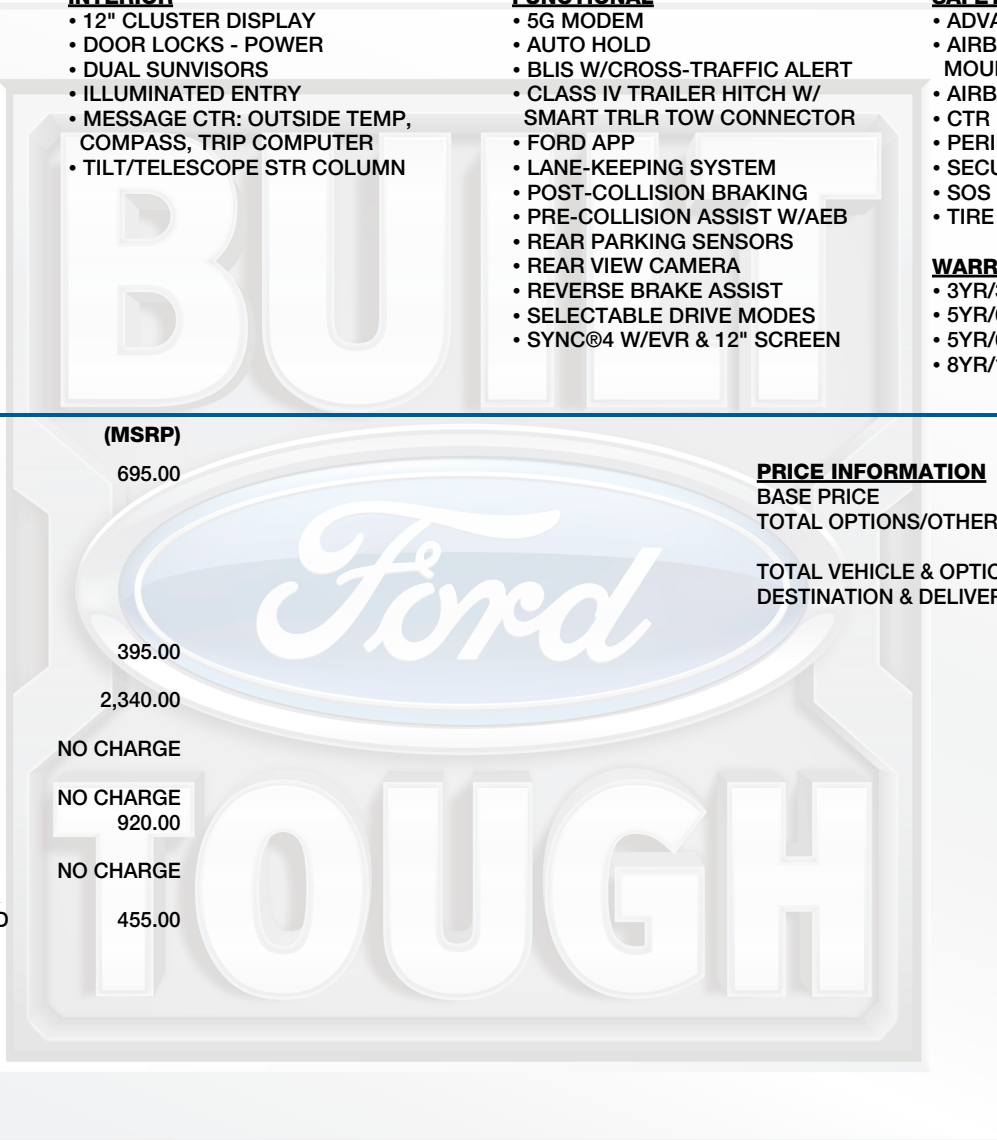 INTERIOR
• 12" CLUSTER DISPLAY
• DOOR LOCKS - POWER
• DUAL SUNVISORS
• ILLUMINATED ENTRY
• MESSAGE CTR: OUTSIDE TEMP,
COMPASS, TRIP COMPUTER
• TILT/TELESCOPE STR COLUMN
FUNCTIONAL
• 5G MODEM
• AUTO HOLD
• BLIS W/CROSS-TRAFFIC ALERT
• CLASS IV TRAILER HITCH W/
SMART TRLR TOW CONNECTOR
• FORD APP
• LANE-KEEPING SYSTEM
• POST-COLLISION BRAKING
• PRE-COLLISION ASSIST W/AEB
• REAR PARKING SENSORS
• REAR VIEW CAMERA
• REVERSE BRAKE ASSIST
• SELECTABLE DRIVE MODES
• SYNC®4 W/EVR & 12" SCREEN
• CTR
• SOS
• TIRE
BUILT
Ford
TOUGH
(MSRP)
695.00
395.00
2,340.00
NO CHARGE
NO CHARGE
920.00
NO CHARGE
455.00
PRICE INFORMATION
BASE PRICE
TOTAL OPTIONS/OTHER
TOTAL VEHICLE & OPTIO
DESTINATION & DELIVER